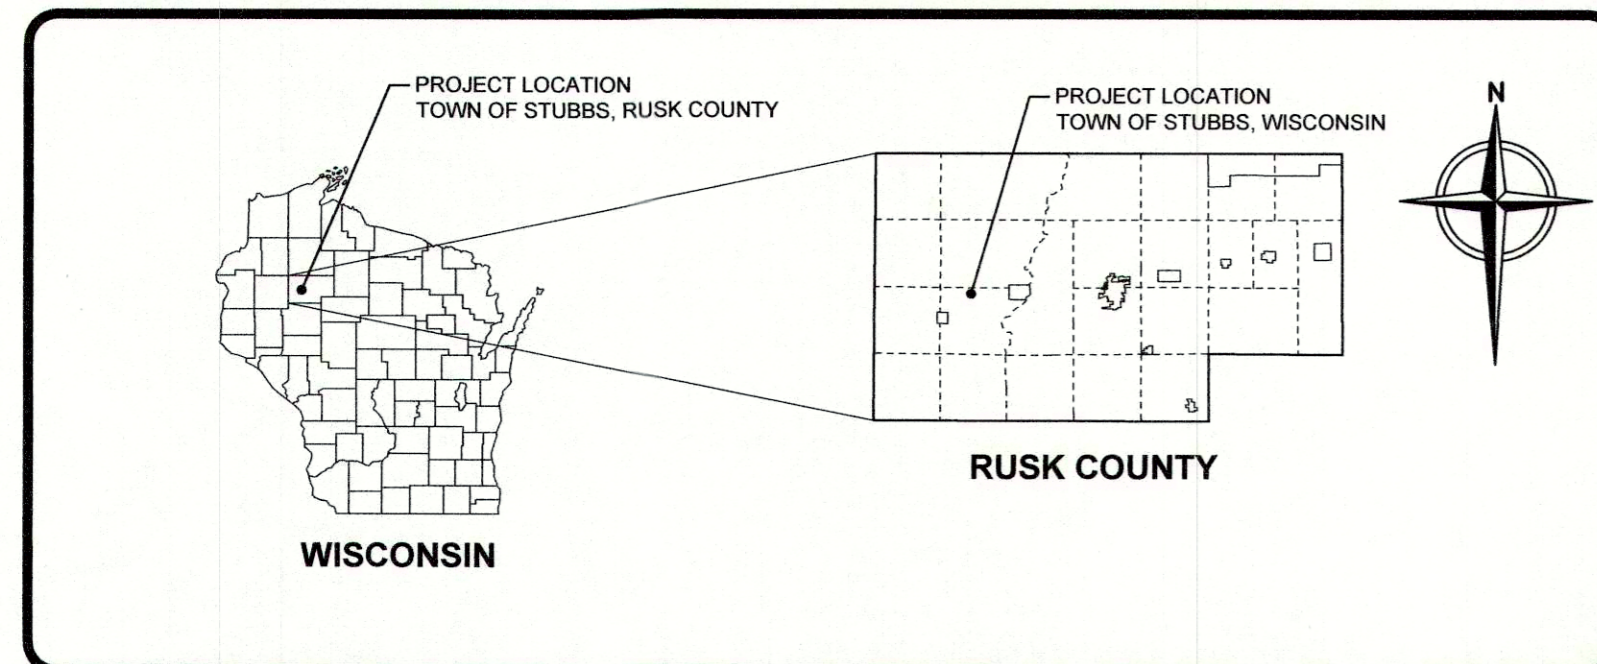 PROJECT LOCATION
TOWN OF STUBBS, RUSK COUNTY
PROJECT LOCATION
TOWN OF STUBBS, WISCONSIN
N
RUSK COUNTY
WISCONSIN